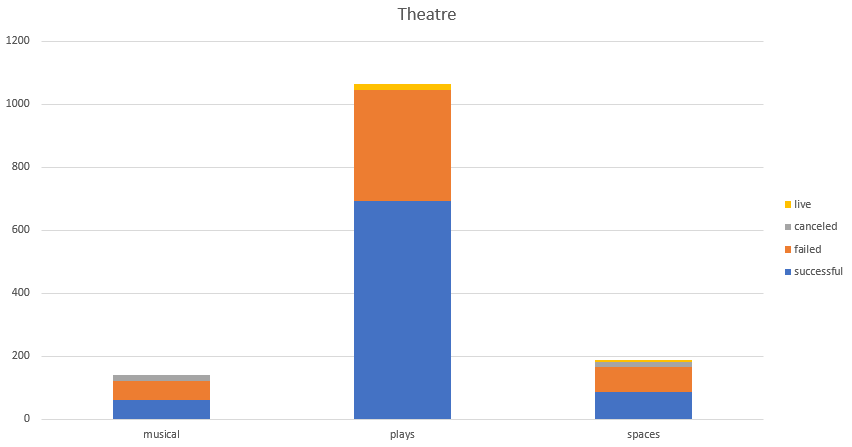 Theatre
1200
1000
800
600
400
200
0
musical plays spaces
live
canceled
failed
successful